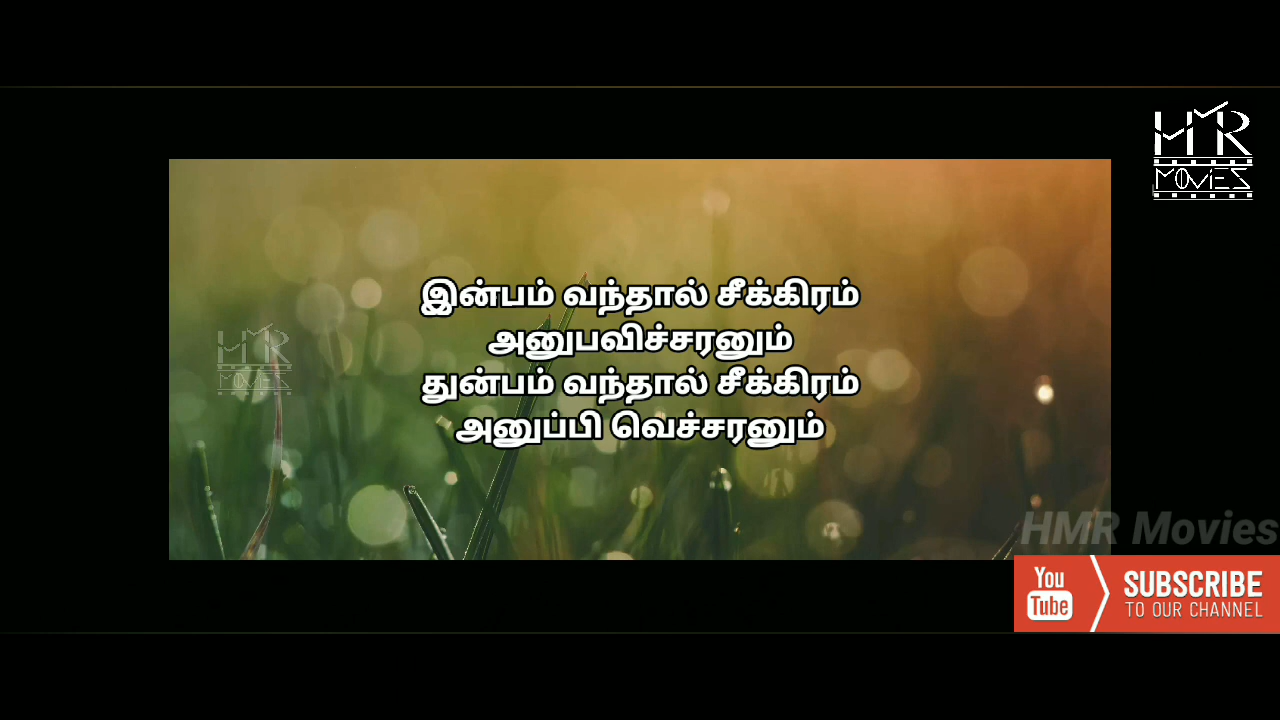 HMR
MOVIES
இன்பம் வந்தால் சீக்கிரம்
அனுபவிச்சரனும்
துன்பம் வந்தால் சீக்கிரம்
அனுப்பி வெச்சரனும்
HMR
MOVIES
HMR Movies
You Tube
SUBSCRIBE
TO OUR CHANNEL